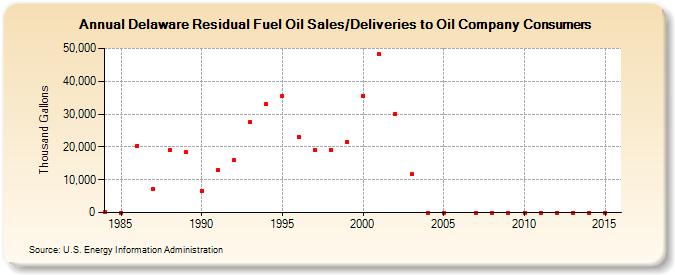 Annual Delaware Residual Fuel Oil Sales/Deliveries to Oil Company Consumers
Thousand Gallons
50,000
40,000
30,000
20,000
10,000
0
1985 1990 1995 2000 2005 2010 2015
Source: U.S. Energy Information Administration